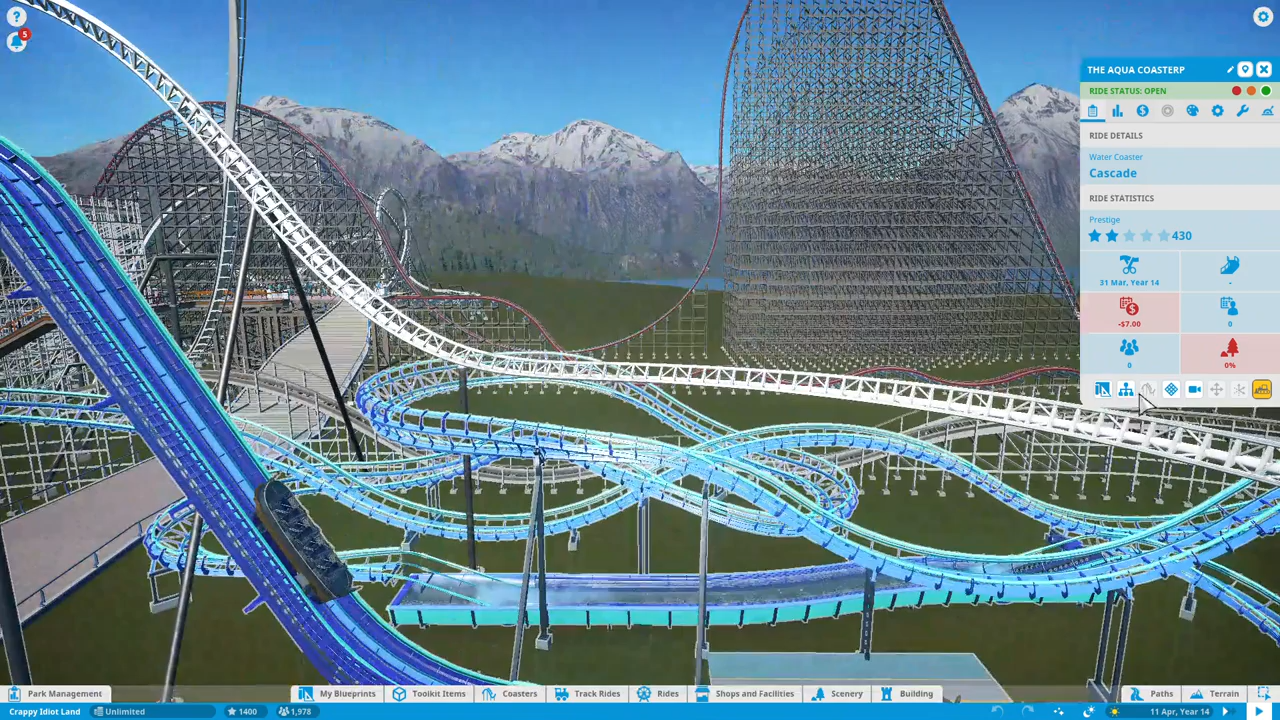 ?
5
THE AQUA COASTERP
RIDE STATUS: OPEN
RIDE DETAILS
Water Coaster
Cascade
RIDE STATISTICS
Prestige
430
31 Mar, Year 14
-
-$7.00
0
0
0%
Park Management
My Blueprints
Toolkit Items
Coasters
Track Rides
Rides
Shops and Facilities
Scenery
Building
Paths
Terrain
Crappy Idiot Land
Unlimited
1400
1,978
11 Apr, Year 14